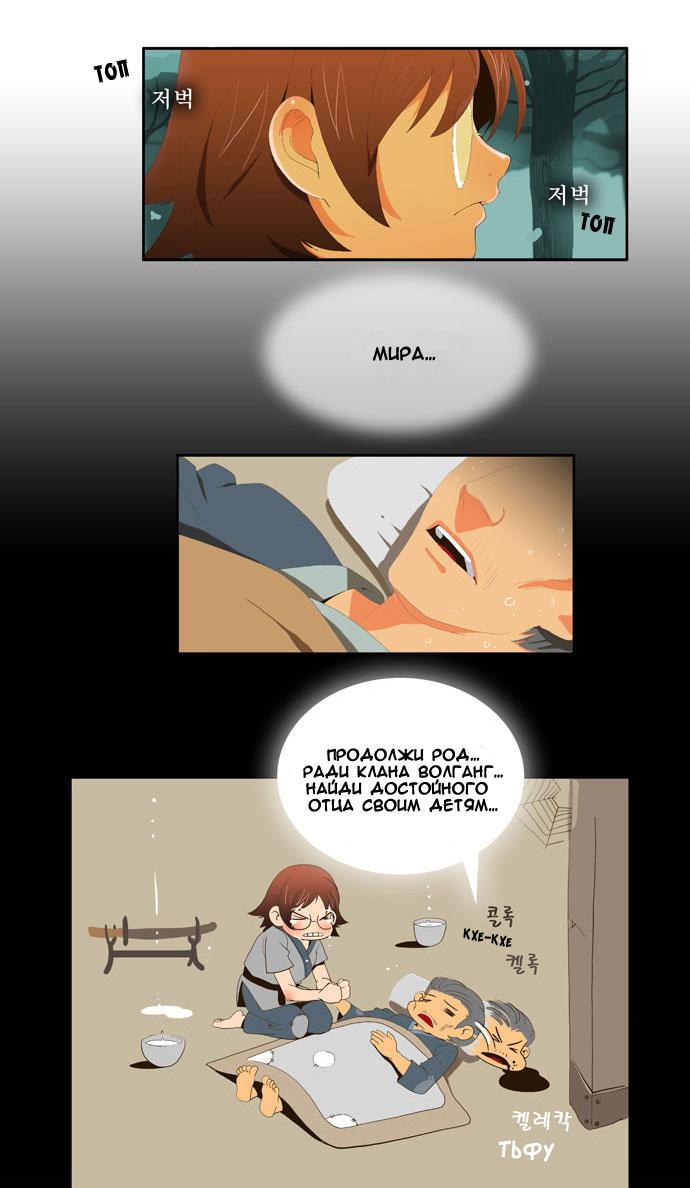 ТОП
저벅
저벅
ТОП
МИРА...
ПРОДОЛЖИ РОД...
РАДИ КЛАНА ВОЛГАНГ...
НАЙДИ ДОСТОЙНОГО
ОТЦА СВОИМ ДЕТЯМ...
콜록
КХЕ-КХЕ
켈록
켈레칵
ТЬФУ